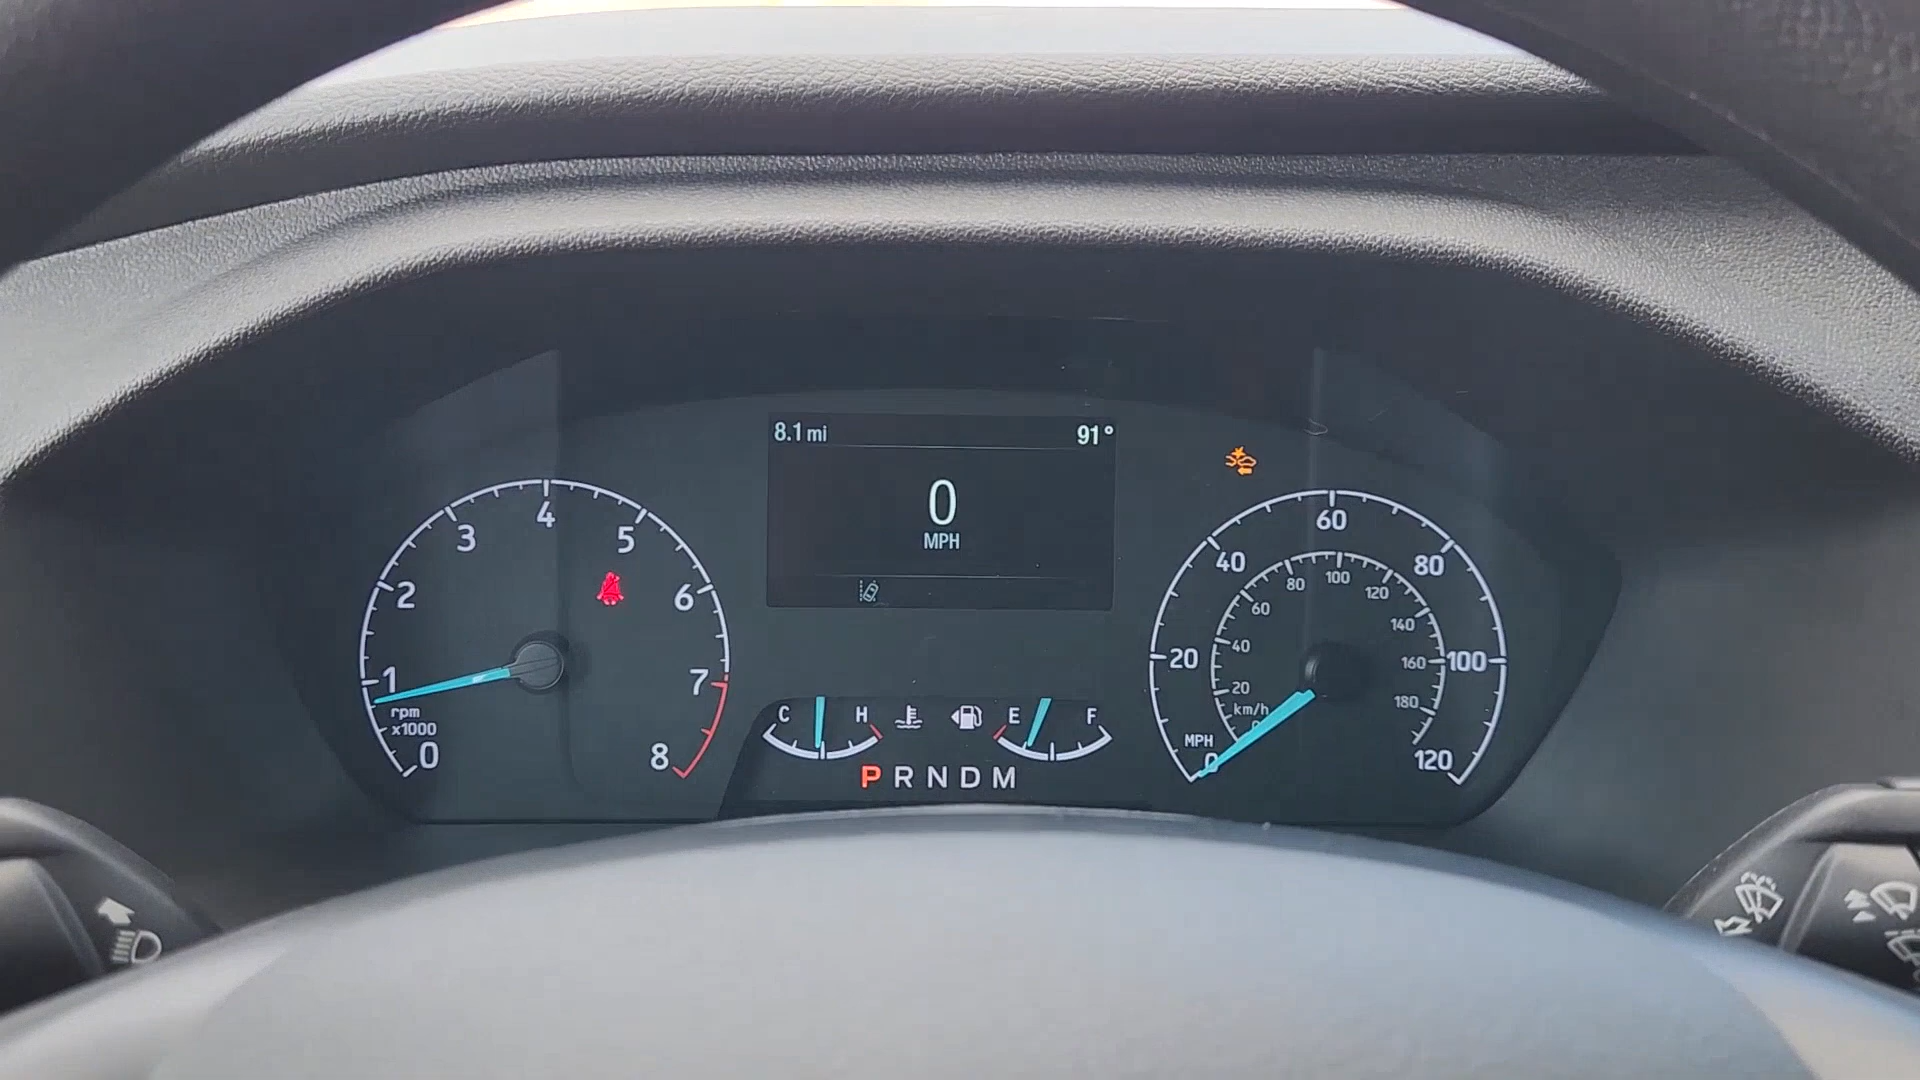 8.1 mi 91°
0
MPH
0 1 2 3 4 5 6 7 8
rpm
x1000
C H
E F
P R N D M
0 20 40 60 80 100 120
MPH
0 20 40 60 80 100 120 140 160 180
km/h